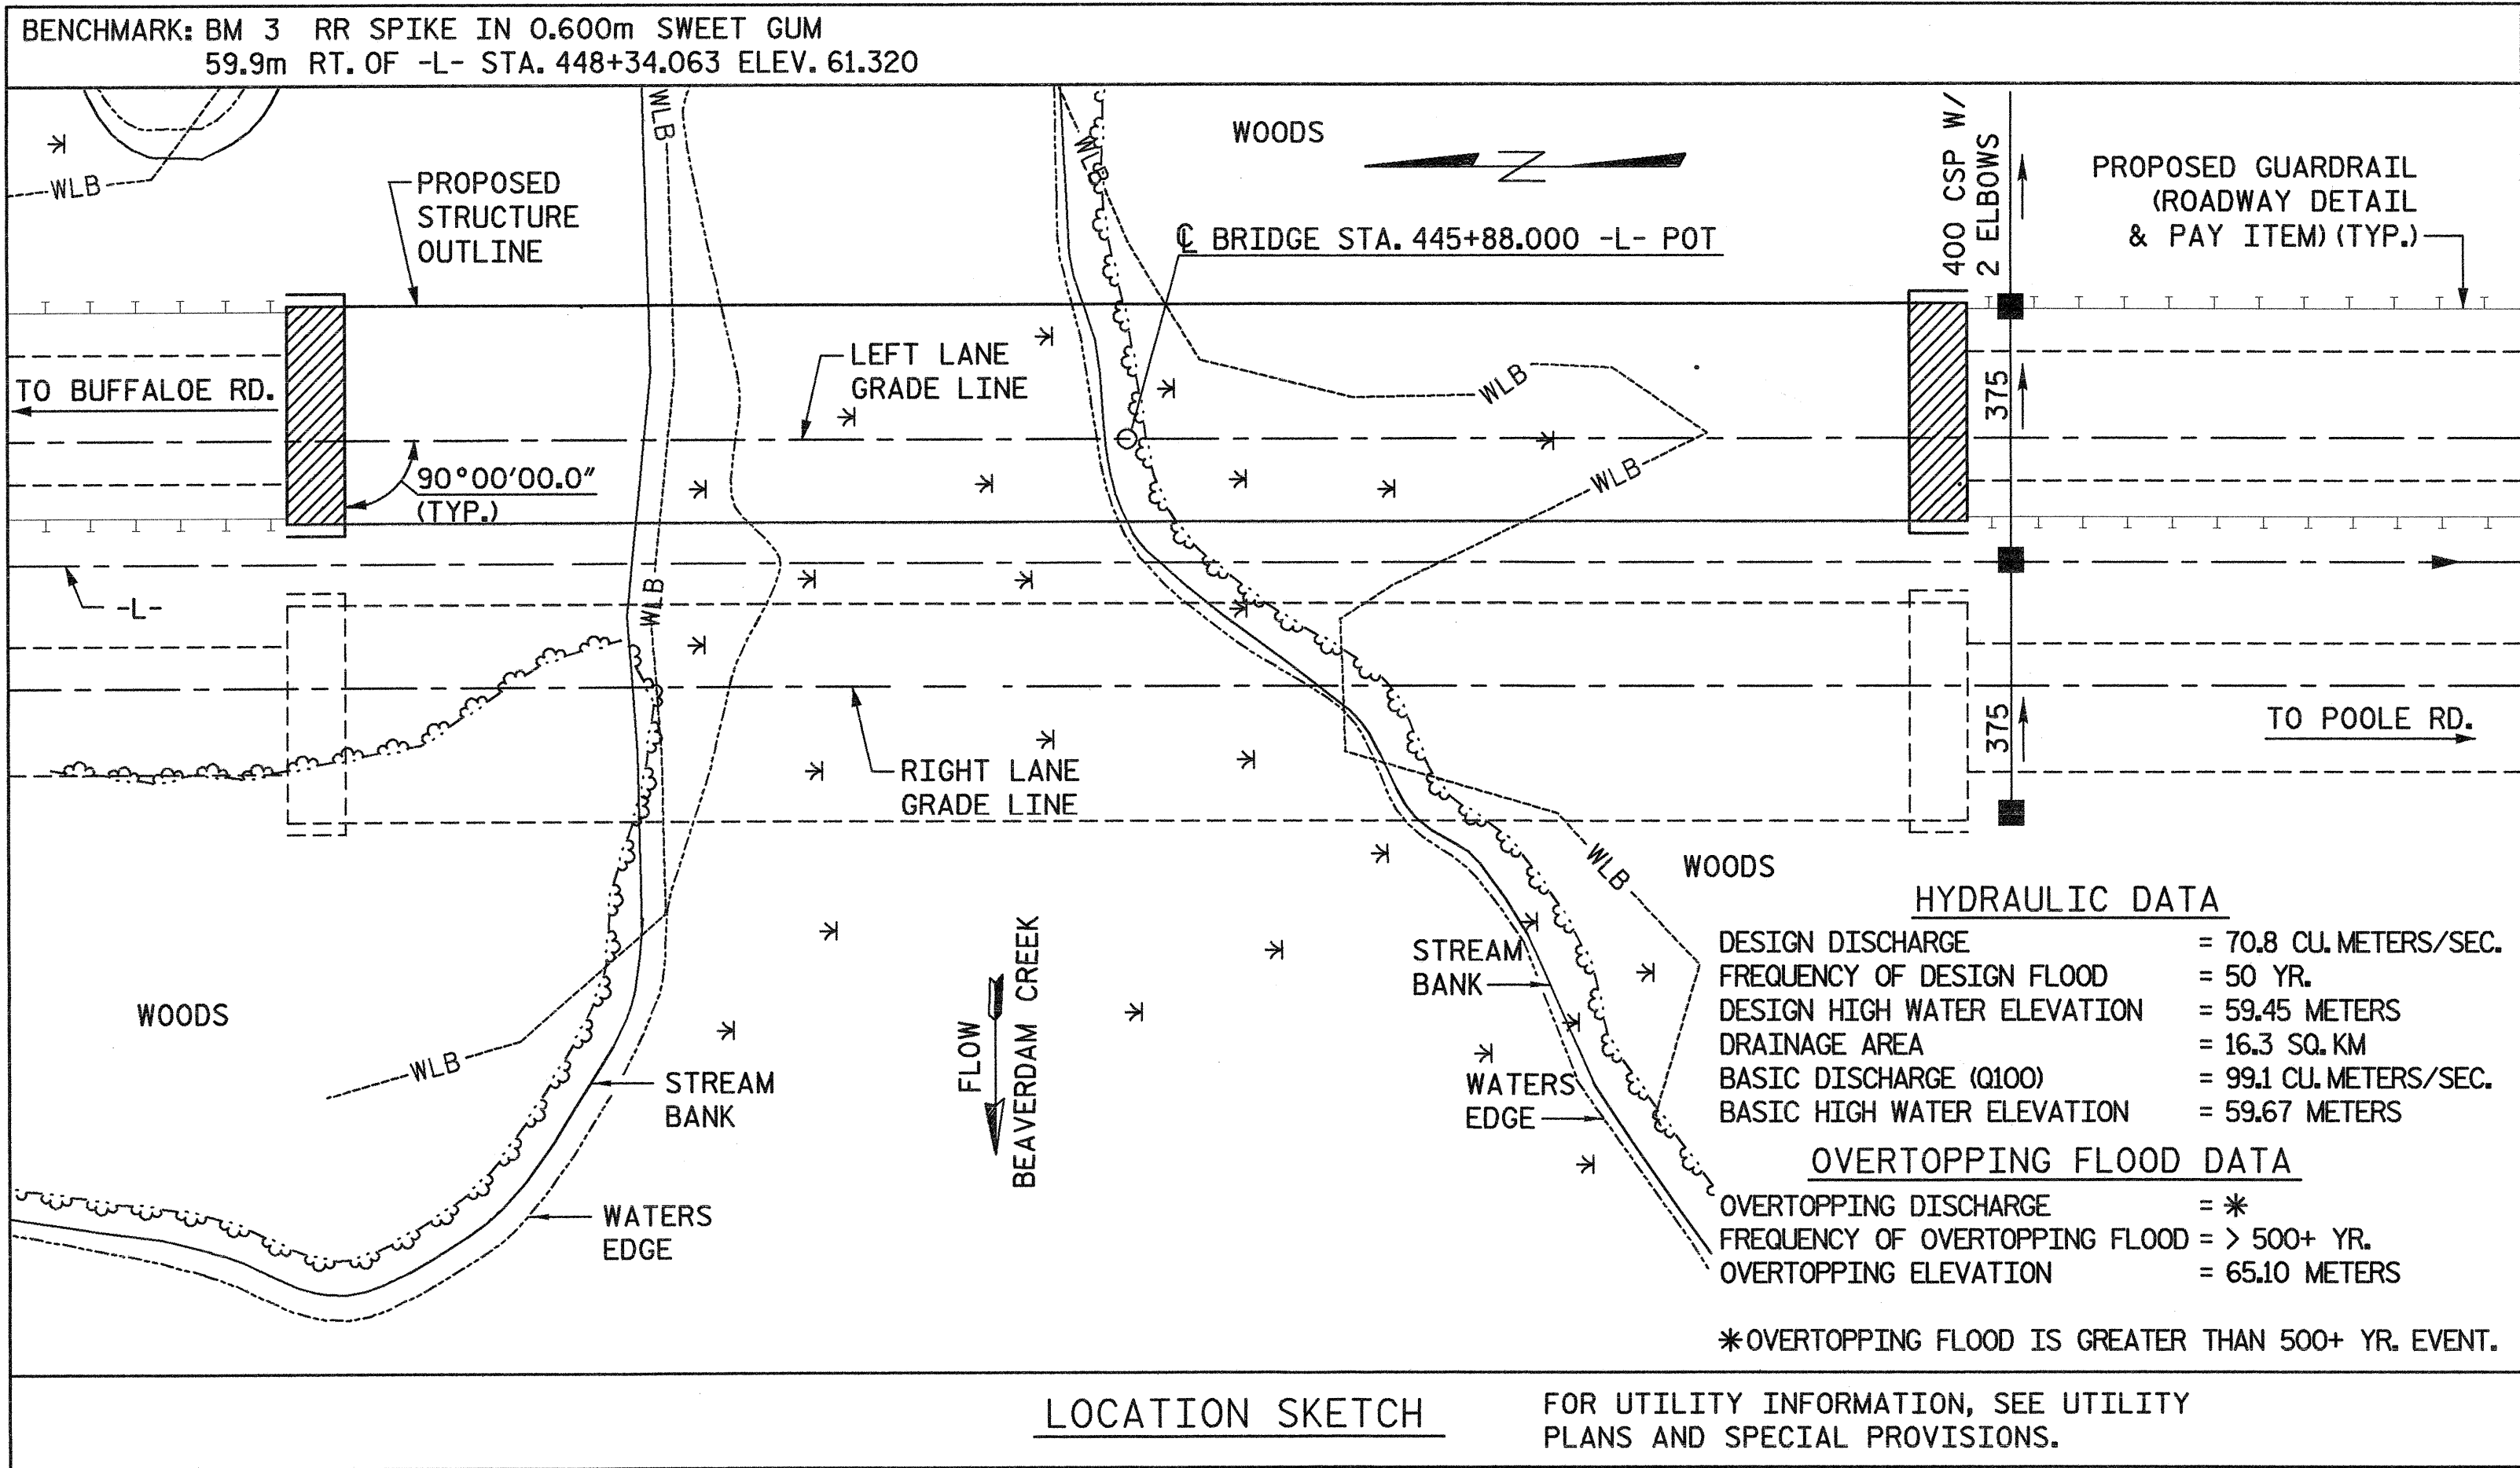 BENCHMARK: BM 3 RR SPIKE IN 0.600m SWEET GUM
59.9m RT. OF -L- STA. 448+34.063 ELEV. 61.320
WLB
WLB
WLB
WOODS
N
400 CSP W/
2 ELBOWS
PROPOSED GUARDRAIL
(ROADWAY DETAIL
& PAY ITEM) (TYP.)
PROPOSED
STRUCTURE
OUTLINE
℄ BRIDGE STA. 445+88.000 -L- POT
LEFT LANE
GRADE LINE
WLB
375
TO BUFFALOE RD.
90°00'00.0"
(TYP.)
WLB
-L-
WLB
375
TO POOLE RD.
RIGHT LANE
GRADE LINE
WLB
WOODS
WOODS
WLB
STREAM
BANK
WATERS
EDGE
FLOW
BEAVERDAM CREEK
STREAM
BANK
WATERS
EDGE
HYDRAULIC DATA
DESIGN DISCHARGE = 70.8 CU. METERS/SEC.
FREQUENCY OF DESIGN FLOOD = 50 YR.
DESIGN HIGH WATER ELEVATION = 59.45 METERS
DRAINAGE AREA = 16.3 SQ. KM
BASIC DISCHARGE (Q100) = 99.1 CU. METERS/SEC.
BASIC HIGH WATER ELEVATION = 59.67 METERS
OVERTOPPING FLOOD DATA
OVERTOPPING DISCHARGE = *
FREQUENCY OF OVERTOPPING FLOOD = > 500+ YR.
OVERTOPPING ELEVATION = 65.10 METERS
*OVERTOPPING FLOOD IS GREATER THAN 500+ YR. EVENT.
LOCATION SKETCH
FOR UTILITY INFORMATION, SEE UTILITY
PLANS AND SPECIAL PROVISIONS.